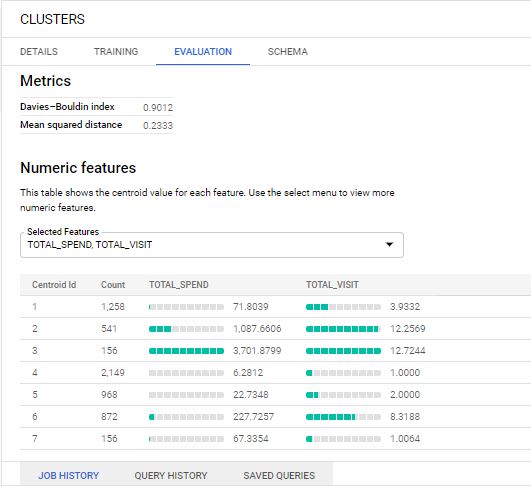 CLUSTERS
DETAILS TRAINING EVALUATION SCHEMA
Metrics
Davies–Bouldin index 0.9012
Mean squared distance 0.2333
Numeric features
This table shows the centroid value for each feature. Use the select menu to view more
numeric features.
Selected Features
TOTAL_SPEND, TOTAL_VISIT
Centroid Id Count TOTAL_SPEND TOTAL_VISIT
1 1,258 71.8039 3.9332
2 541 1,087.6606 12.2569
3 156 3,701.8799 12.7244
4 2,149 6.2812 1.0000
5 968 22.7348 2.0000
6 872 227.7257 8.3188
7 156 67.3354 1.0064
JOB HISTORY QUERY HISTORY SAVED QUERIES